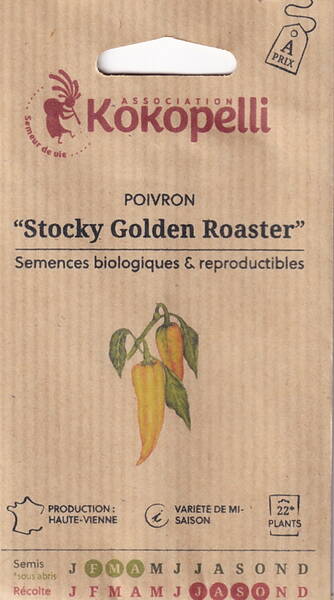 A
PRIX
ASSOCIATION
Kokopelli
Semeur de vie
POIVRON
“Stocky Golden Roaster”
Semences biologiques & reproductibles
PRODUCTION :
HAUTE-VIENNE
i
VARIÈTÉ DE MI-
SAISON
22*
PLANTS
Semis
*sous abris
J F M A M J J A S O N D
Récolte
J F M A M J J A S O N D